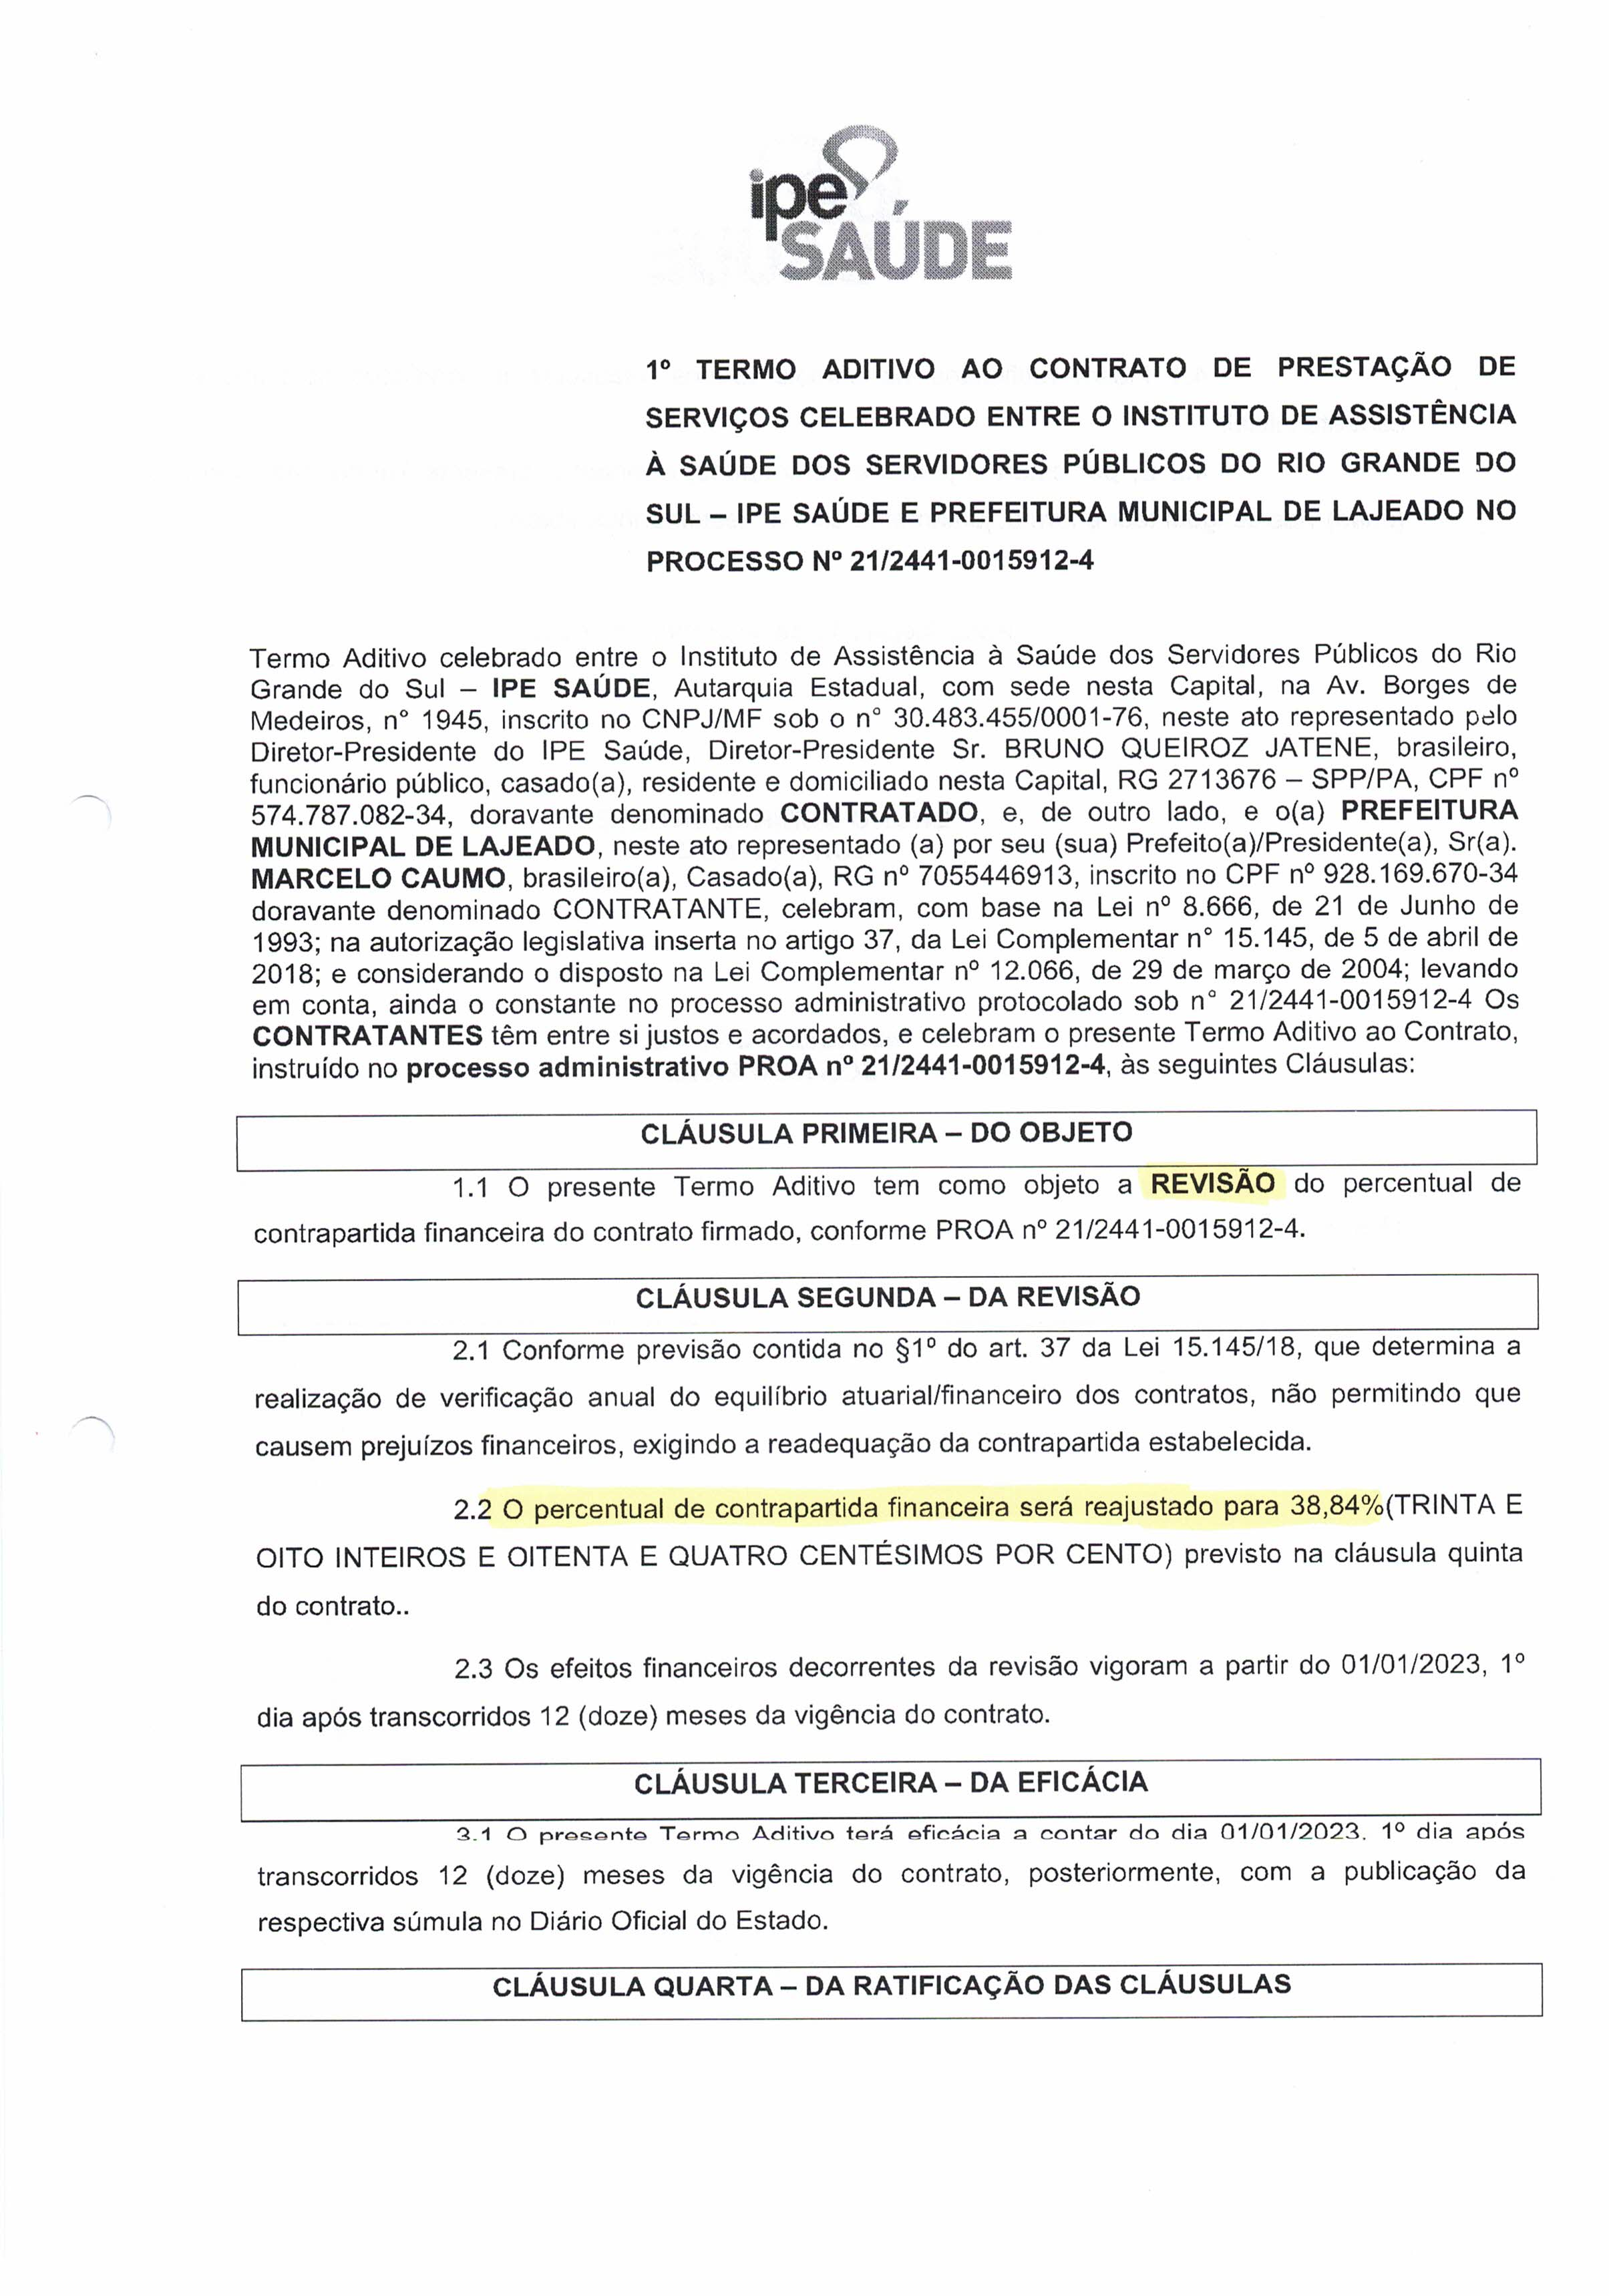 ipe
SAÚDE
1º TERMO ADITIVO AO CONTRATO DE PRESTAÇÃO DE
SERVIÇOS CELEBRADO ENTRE O INSTITUTO DE ASSISTÊNCIA
À SAÚDE DOS SERVIDORES PÚBLICOS DO RIO GRANDE DO
SUL – IPE SAÚDE E PREFEITURA MUNICIPAL DE LAJEADO NO
PROCESSO Nº 21/2441-0015912-4
Termo Aditivo celebrado entre o Instituto de Assistência à Saúde dos Servidores Públicos do Rio
Grande do Sul – IPE SAÚDE, Autarquia Estadual, com sede nesta Capital, na Av. Borges de
Medeiros, n° 1945, inscrito no CNPJ/MF sob o n° 30.483.455/0001-76, neste ato representado pelo
Diretor-Presidente do IPE Saúde, Diretor-Presidente Sr. BRUNO QUEIROZ JATENE, brasileiro,
funcionário público, casado(a), residente e domiciliado nesta Capital, RG 2713676 – SPP/PA, CPF nº
574.787.082-34, doravante denominado CONTRATADO, e, de outro lado, e o(a) PREFEITURA
MUNICIPAL DE LAJEADO, neste ato representado (a) por seu (sua) Prefeito(a)/Presidente(a), Sr(a).
MARCELO CAUMO, brasileiro(a), Casado(a), RG nº 7055446913, inscrito no CPF nº 928.169.670-34
doravante denominado CONTRATANTE, celebram, com base na Lei nº 8.666, de 21 de Junho de
1993; na autorização legislativa inserta no artigo 37, da Lei Complementar n° 15.145, de 5 de abril de
2018; e considerando o disposto na Lei Complementar nº 12.066, de 29 de março de 2004; levando
em conta, ainda o constante no processo administrativo protocolado sob n° 21/2441-0015912-4 Os
CONTRATANTES têm entre si justos e acordados, e celebram o presente Termo Aditivo ao Contrato,
instruído no processo administrativo PROA nº 21/2441-0015912-4, às seguintes Cláusulas:
CLÁUSULA PRIMEIRA – DO OBJETO
1.1 O presente Termo Aditivo tem como objeto a REVISÃO do percentual de
contrapartida financeira do contrato firmado, conforme PROA nº 21/2441-0015912-4.
CLÁUSULA SEGUNDA – DA REVISÃO
2.1 Conforme previsão contida no §1º do art. 37 da Lei 15.145/18, que determina a
realização de verificação anual do equilíbrio atuarial/financeiro dos contratos, não permitindo que
causem prejuízos financeiros, exigindo a readequação da contrapartida estabelecida.
2.2 O percentual de contrapartida financeira será reajustado para 38,84%(TRINTA E
OITO INTEIROS E OITENTA E QUATRO CENTÉSIMOS POR CENTO) previsto na cláusula quinta
do contrato..
2.3 Os efeitos financeiros decorrentes da revisão vigoram a partir do 01/01/2023, 1º
dia após transcorridos 12 (doze) meses da vigência do contrato.
CLÁUSULA TERCEIRA – DA EFICÁCIA
3.1 O presente Termo Aditivo terá eficácia a contar do dia 01/01/2023. 1º dia após
transcorridos 12 (doze) meses da vigência do contrato, posteriormente, com a publicação da
respectiva súmula no Diário Oficial do Estado.
CLÁUSULA QUARTA – DA RATIFICAÇÃO DAS CLÁUSULAS